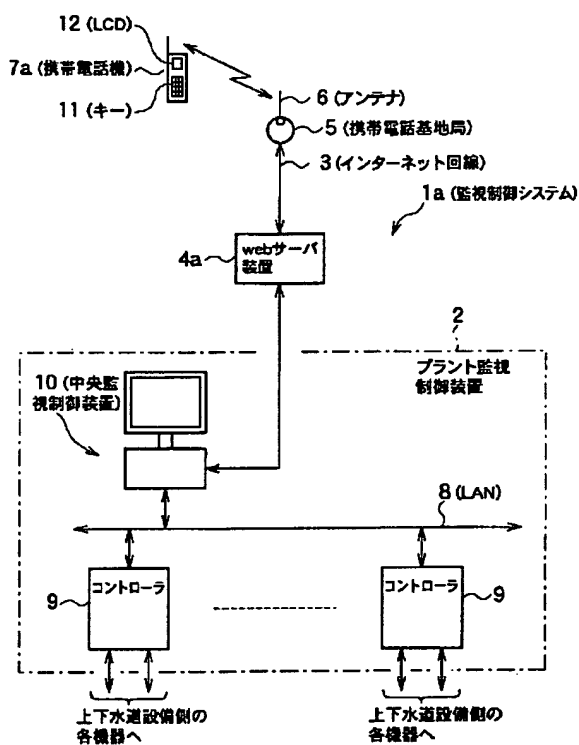 12 (LCD)
7a (携帯電話機)
11 (キー)
6 (アンテナ)
5 (携帯電話基地局)
3 (インターネット回線)
1a (監視制御システム)
4a
webサーバ
装置
2
プラント監視
制御装置
10 (中央監
視制御装置)
8 (LAN)
コントローラ
9
コントローラ
9
上下水道設備側の
各機器へ
上下水道設備側の
各機器へ